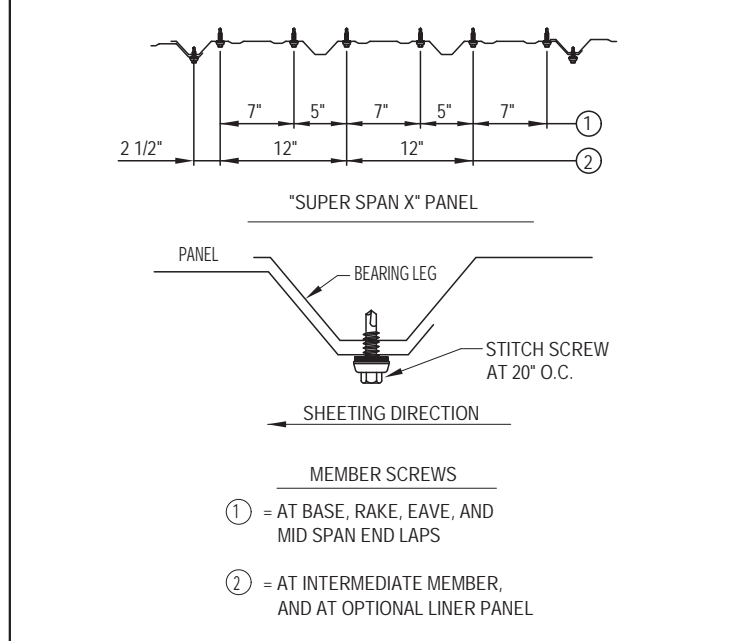 7" 5" 7" 5" 7" 1
2 1/2" 12" 12" 2
"SUPER SPAN X" PANEL
PANEL
BEARING LEG
STITCH SCREW
AT 20" O.C.
SHEETING DIRECTION
MEMBER SCREWS
1 = AT BASE, RAKE, EAVE, AND
MID SPAN END LAPS
2 = AT INTERMEDIATE MEMBER,
AND AT OPTIONAL LINER PANEL